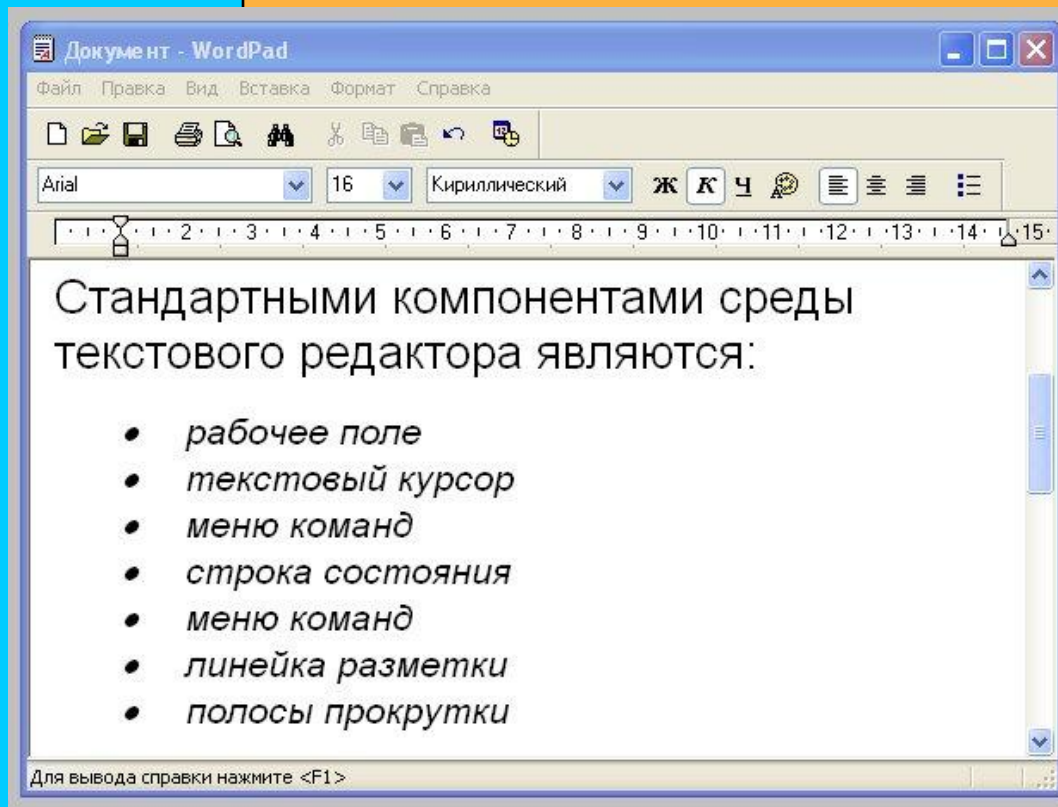 Документ - WordPad
Файл Правка Вид Вставка Формат Справка
Arial 16 Кириллический Ж К Ч
2 3 4 5 6 7 8 9 10 11 12 13 14 15
Стандартными компонентами среды
текстового редактора являются:
• рабочее поле
• текстовый курсор
• меню команд
• строка состояния
• меню команд
• линейка разметки
• полосы прокрутки
Для вывода справки нажмите <F1>